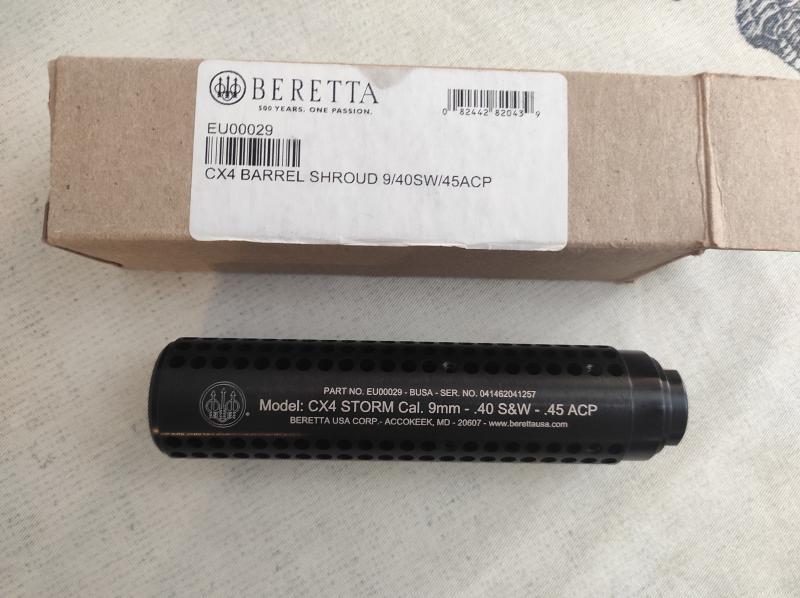 BERETTA
500 YEARS. ONE PASSION.
0 82442 82043 9
EU00029
CX4 BARREL SHROUD 9/40SW/45ACP
PART NO. EU00029 - BUSA - SER. NO. 041462041257
Model: CX4 STORM Cal. 9mm - .40 S&W - .45 ACP
BERETTA USA CORP.- ACCOKEEK, MD - 20607 - www.berettausa.com